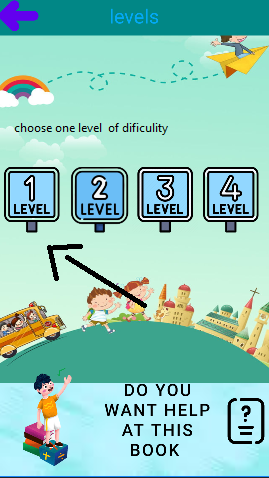 levels
choose one level of dificulity
1 2 3 4
LEVEL LEVEL LEVEL LEVEL
DO YOU
WANT HELP
AT THIS
BOOK
?